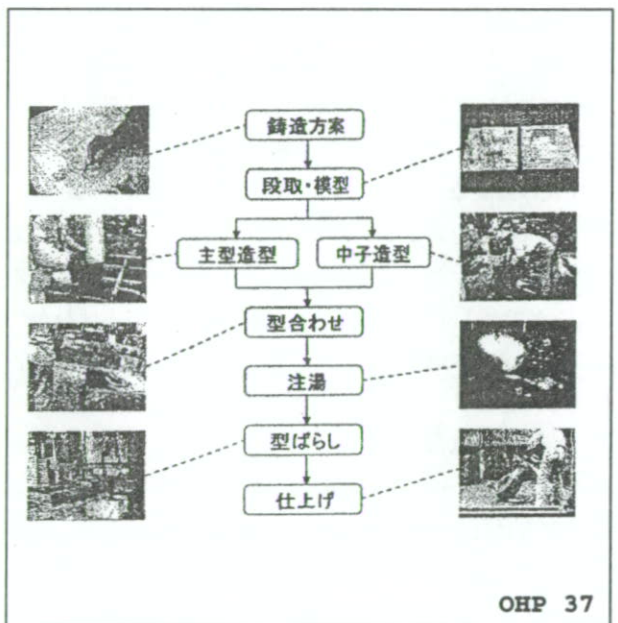 鋳造方案
段取・模型
主型造型
中子造型
型合わせ
注湯
型ばらし
仕上げ
OHP 37